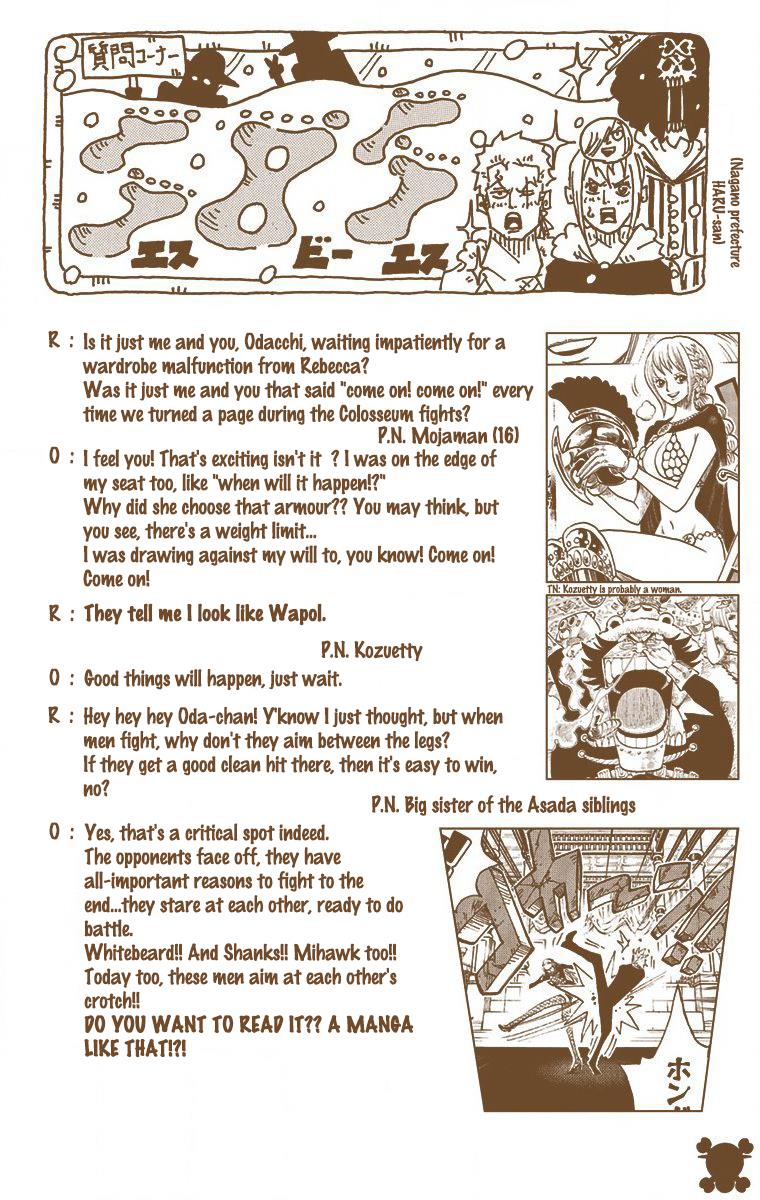 質問コーナー
SBS
エス ビー エス
(Nagano prefecture
HARU-san)
R : Is it just me and you, Odacchi, waiting impatiently for a
wardrobe malfunction from Rebecca?
Was it just me and you that said "come on! come on!" every
time we turned a page during the Colosseum fights?
P.N. Mojaman (16)
O : I feel you! That's exciting isn't it ? I was on the edge of
my seat too, like "when will it happen!?"
Why did she choose that armour?? You may think, but
you see, there's a weight limit...
I was drawing against my will to, you know! Come on!
Come on!
TN: Kozuetty is probably a woman.
R : They tell me I look like Wapol.
P.N. Kozuetty
O : Good things will happen, just wait.
R : Hey hey hey Oda-chan! Y'know I just thought, but when
men fight, why don't they aim between the legs?
If they get a good clean hit there, then it's easy to win,
no?
P.N. Big sister of the Asada siblings
O : Yes, that's a critical spot indeed.
The opponents face off, they have
all-important reasons to fight to the
end...they stare at each other, ready to do
battle.
Whitebeard!! And Shanks!! Mihawk too!!
Today too, these men aim at each other's
crotch!!
DO YOU WANT TO READ IT?? A MANGA
LIKE THAT!?!
ホン